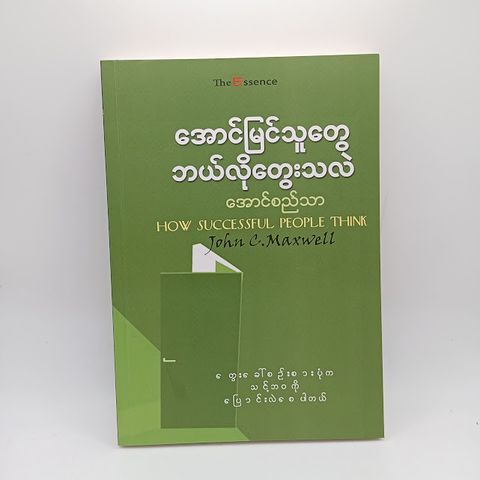 The Essence
အောင်မြင်သူတွေ
ဘယ်လိုတွေးသလဲ
အောင်စည်သာ
HOW SUCCESSFUL PEOPLE THINK
John C. Maxwell
တွေးခေါ်စဉ်းစားပုံက
သင့်ဘဝကို
ပြောင်းလဲစေပါတယ်